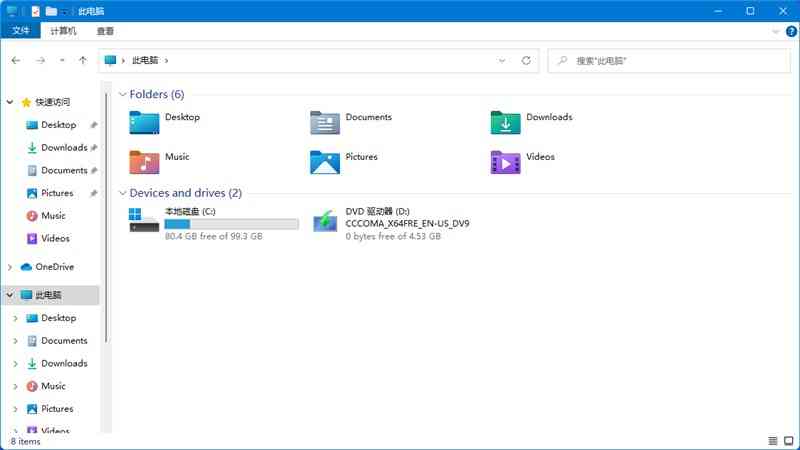 此电脑
文件 计算机 查看
此电脑 搜索"此电脑"
快速访问
Desktop
Downloads
Documents
Pictures
Music
Videos
OneDrive
此电脑
Desktop
Documents
Downloads
Music
Pictures
Videos
Folders (6)
Desktop Documents Downloads
Music Pictures Videos
Devices and drives (2)
本地磁盘 (C:)
80.4 GB free of 99.3 GB
DVD 驱动器 (D:)
CCCOMA_X64FRE_EN-US_DV9
0 bytes free of 4.53 GB
8 items